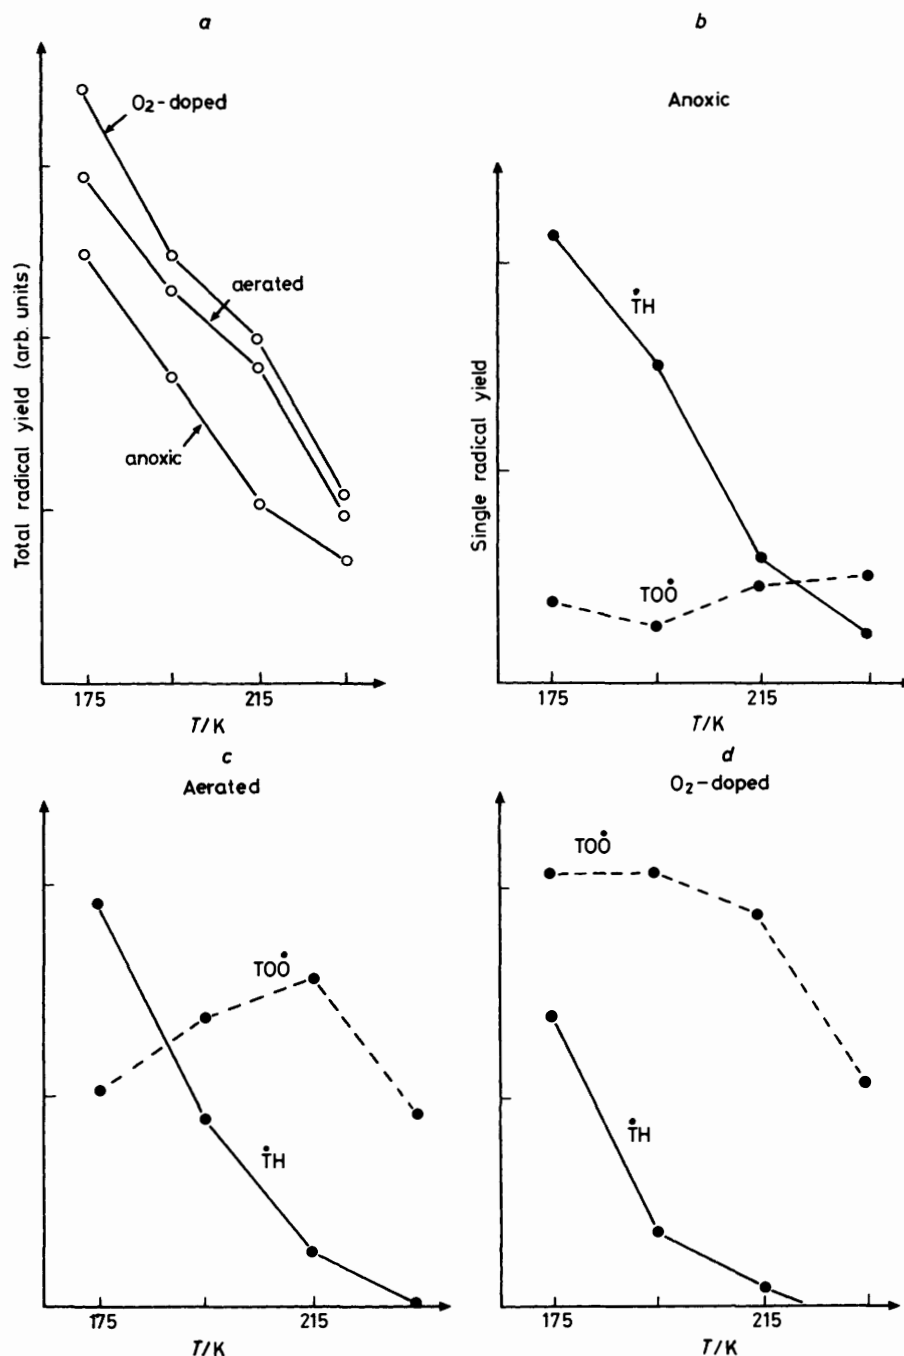 a
O2-doped
aerated
anoxic
Total radical yield (arb. units)
175
215
T/K
b
Anoxic
ṪH
TOȮ
Single radical yield
175
215
T/K
c
Aerated
TOȮ
ṪH
175
215
T/K
d
O2-doped
TOȮ
ṪH
175
215
T/K